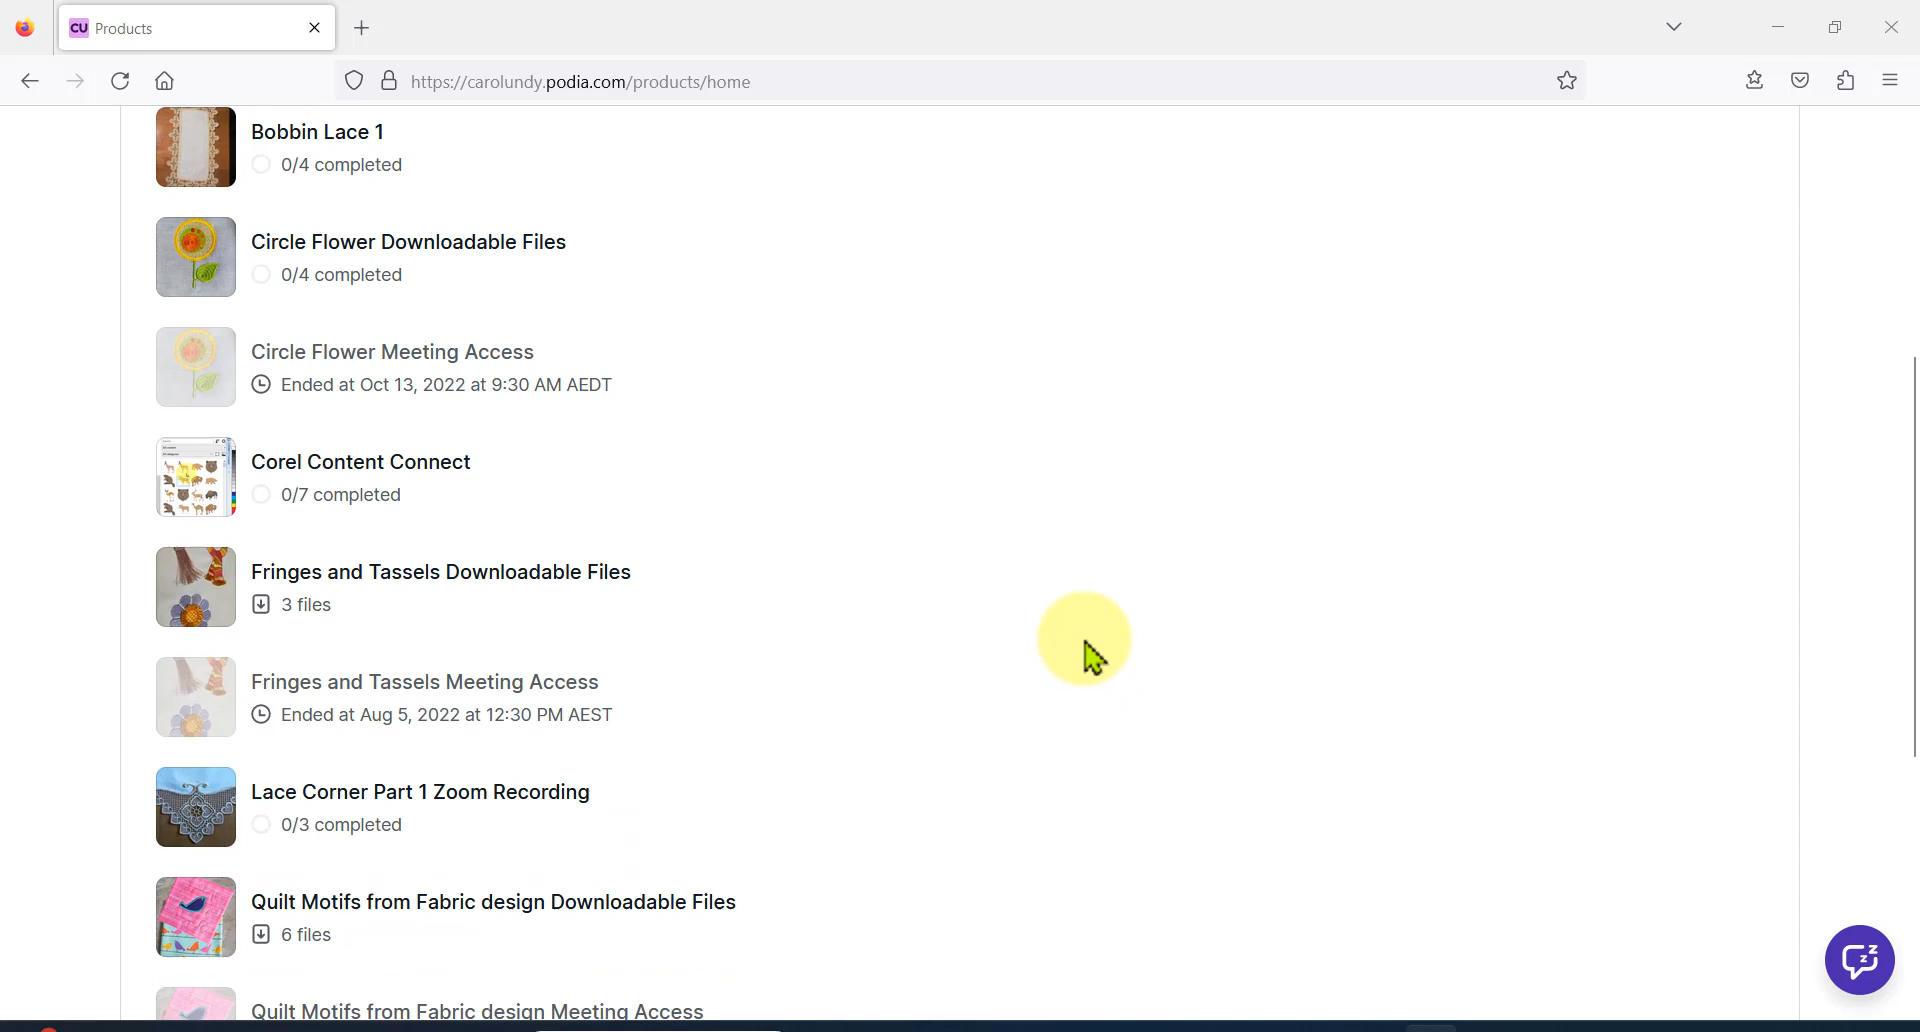 CU Products
https://carolundy.podia.com/products/home
Bobbin Lace 1
0/4 completed
Circle Flower Downloadable Files
0/4 completed
Circle Flower Meeting Access
Ended at Oct 13, 2022 at 9:30 AM AEDT
Corel Content Connect
0/7 completed
Fringes and Tassels Downloadable Files
3 files
Fringes and Tassels Meeting Access
Ended at Aug 5, 2022 at 12:30 PM AEST
Lace Corner Part 1 Zoom Recording
0/3 completed
Quilt Motifs from Fabric design Downloadable Files
6 files
Quilt Motifs from Fabric design Meeting Access